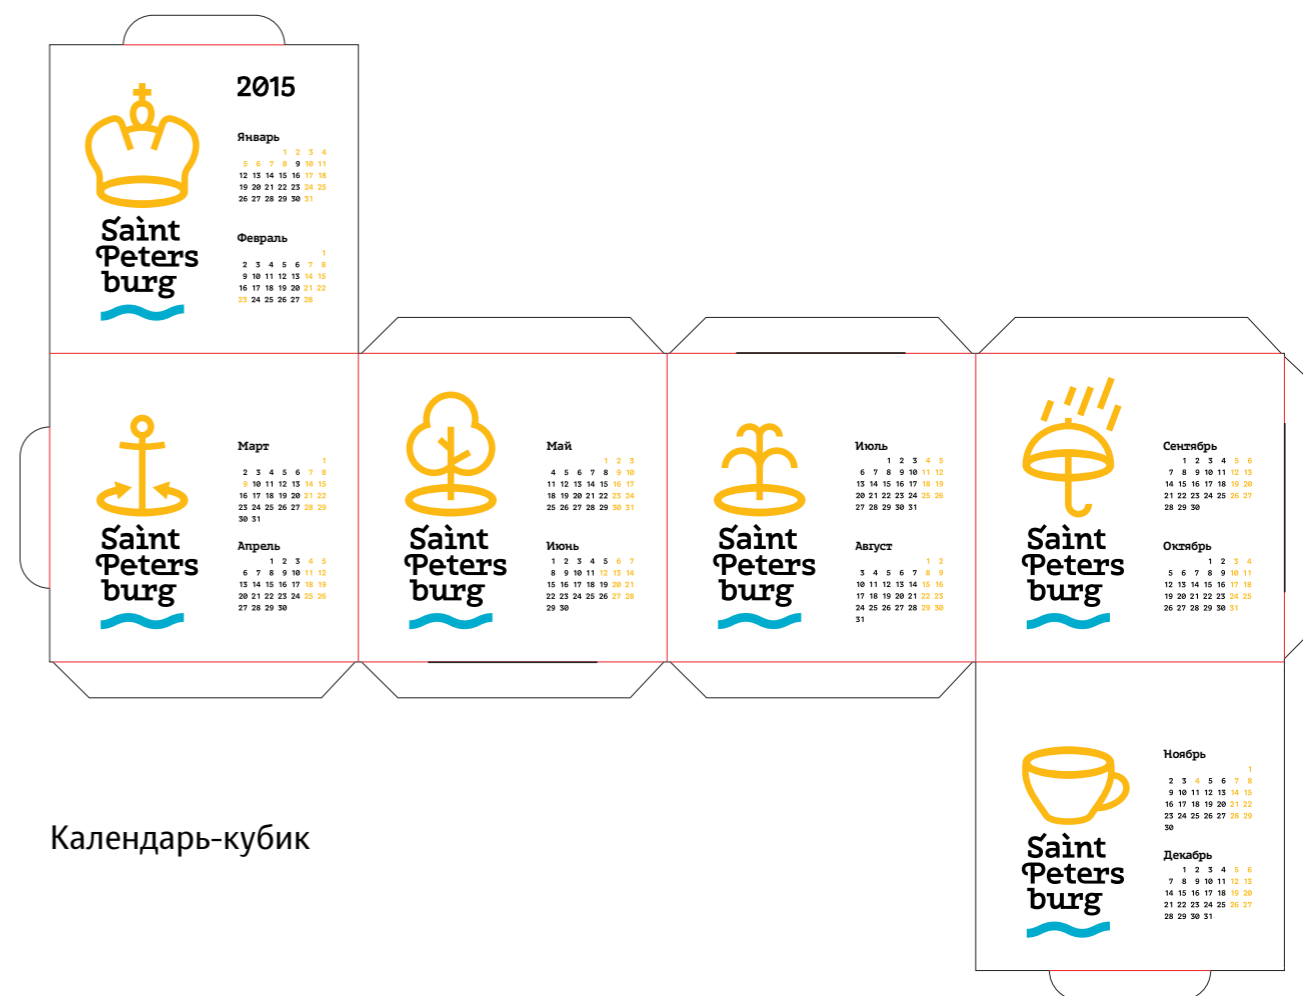 2015
Январь
1 2 3 4
5 6 7 8 9 10 11
12 13 14 15 16 17 18
19 20 21 22 23 24 25
26 27 28 29 30 31
Saint
Peters
burg
Февраль
1
2 3 4 5 6 7 8
9 10 11 12 13 14 15
16 17 18 19 20 21 22
23 24 25 26 27 28
Март
1
2 3 4 5 6 7 8
9 10 11 12 13 14 15
16 17 18 19 20 21 22
23 24 25 26 27 28 29
30 31
Saint
Peters
burg
Апрель
1 2 3 4 5
6 7 8 9 10 11 12
13 14 15 16 17 18 19
20 21 22 23 24 25 26
27 28 29 30
Май
1 2 3
4 5 6 7 8 9 10
11 12 13 14 15 16 17
18 19 20 21 22 23 24
25 26 27 28 29 30 31
Saint
Peters
burg
Июнь
1 2 3 4 5 6 7
8 9 10 11 12 13 14
15 16 17 18 19 20 21
22 23 24 25 26 27 28
29 30
Июль
1 2 3 4 5
6 7 8 9 10 11 12
13 14 15 16 17 18 19
20 21 22 23 24 25 26
27 28 29 30 31
Saint
Peters
burg
Август
1 2
3 4 5 6 7 8 9
10 11 12 13 14 15 16
17 18 19 20 21 22 23
24 25 26 27 28 29 30
31
Сентябрь
1 2 3 4 5 6
7 8 9 10 11 12 13
14 15 16 17 18 19 20
21 22 23 24 25 26 27
28 29 30
Saint
Peters
burg
Октябрь
1 2 3 4
5 6 7 8 9 10 11
12 13 14 15 16 17 18
19 20 21 22 23 24 25
26 27 28 29 30 31
Ноябрь
1
2 3 4 5 6 7 8
9 10 11 12 13 14 15
16 17 18 19 20 21 22
23 24 25 26 27 28 29
30
Saint
Peters
burg
Декабрь
1 2 3 4 5 6
7 8 9 10 11 12 13
14 15 16 17 18 19 20
21 22 23 24 25 26 27
28 29 30 31
Календарь-кубик